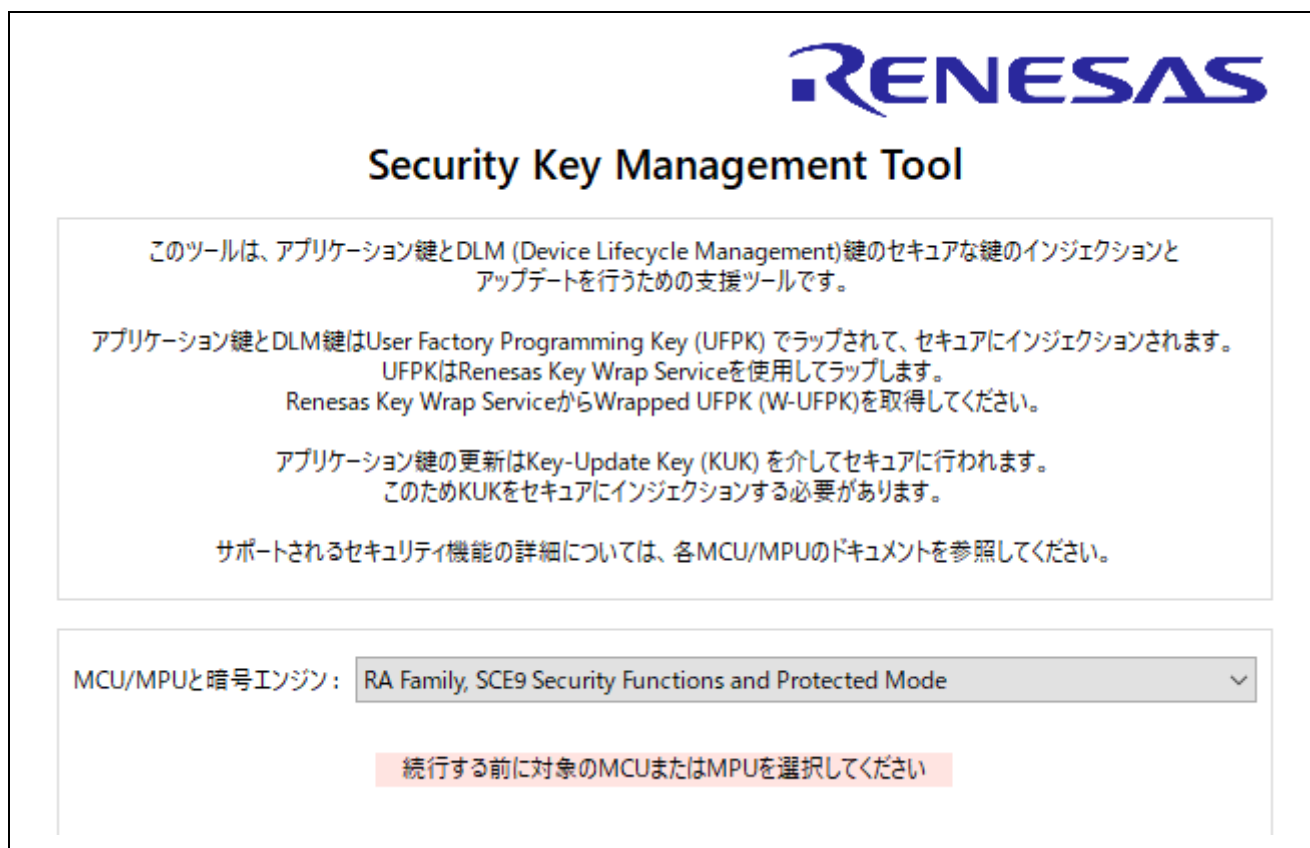 RENESAS
Security Key Management Tool
このツールは、アプリケーション鍵とDLM (Device Lifecycle Management)鍵のセキュアな鍵のインジェクションと
アップデートを行うための支援ツールです。
アプリケーション鍵とDLM鍵はUser Factory Programming Key (UFPK) でラップされて、セキュアにインジェクションされます。
UFPKはRenesas Key Wrap Serviceを使用してラップします。
Renesas Key Wrap ServiceからWrapped UFPK (W-UFPK)を取得してください。
アプリケーション鍵の更新はKey-Update Key (KUK) を介してセキュアに行われます。
このためKUKをセキュアにインジェクションする必要があります。
サポートされるセキュリティ機能の詳細については、各MCU/MPUのドキュメントを参照してください。
MCU/MPUと暗号エンジン : RA Family, SCE9 Security Functions and Protected Mode
続行する前に対象のMCUまたはMPUを選択してください